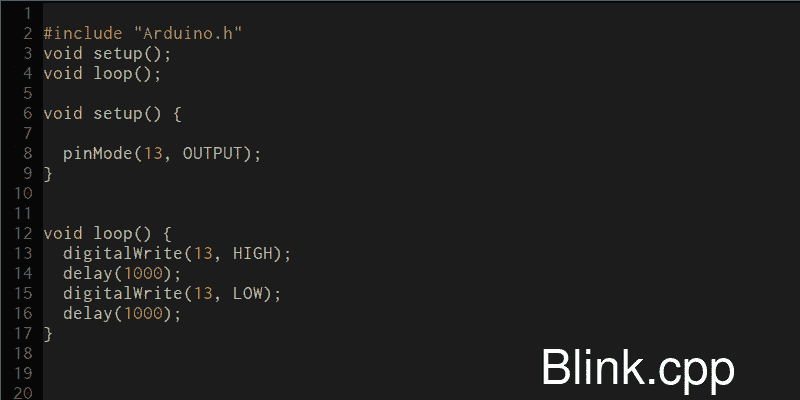 1
2 #include "Arduino.h"
3 void setup();
4 void loop();
5
6 void setup() {
7
8   pinMode(13, OUTPUT);
9 }
10
11
12 void loop() {
13   digitalWrite(13, HIGH);
14   delay(1000);
15   digitalWrite(13, LOW);
16   delay(1000);
17 }
18
19
20
Blink.cpp